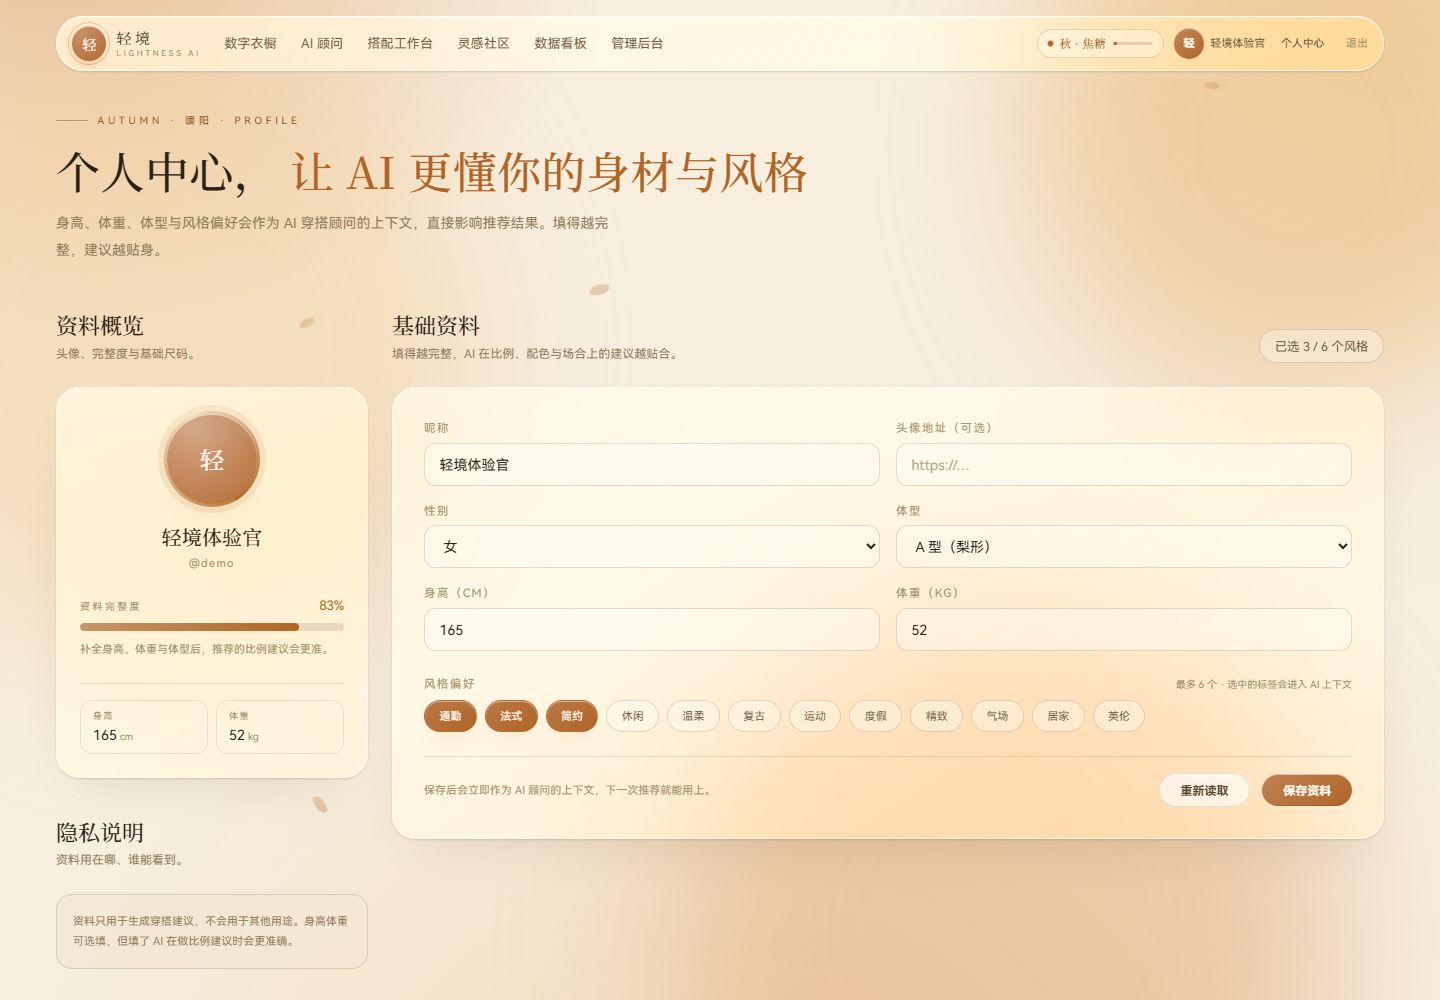 轻
轻境
LIGHTNESS AI
数字衣橱
AI 顾问
搭配工作台
灵感社区
数据看板
管理后台
秋 · 焦糖
轻
轻境体验官
个人中心
退出
AUTUMN · 暖阳 · PROFILE
个人中心， 让 AI 更懂你的身材与风格
身高、体重、体型与风格偏好会作为 AI 穿搭顾问的上下文，直接影响推荐结果。填得越完
整，建议越贴身。
资料概览
头像、完整度与基础尺码。
轻
轻境体验官
@demo
资料完整度
83%
补全身高、体重与体型后，推荐的比例建议会更准。
身高
165 cm
体重
52 kg
隐私说明
资料用在哪、谁能看到。
资料只用于生成穿搭建议，不会用于其他用途。身高体重
可选填，但填了 AI 在做比例建议时会更准确。
基础资料
填得越完整，AI 在比例、配色与场合上的建议越贴合。
已选 3 / 6 个风格
昵称
轻境体验官
头像地址（可选）
https://...
性别
女
体型
A 型（梨形）
身高（CM）
165
体重（KG）
52
风格偏好
最多 6 个 · 选中的标签会进入 AI 上下文
通勤
法式
简约
休闲
温柔
复古
运动
度假
精致
气场
居家
英伦
保存后会立即作为 AI 顾问的上下文，下一次推荐就能用上。
重新读取
保存资料